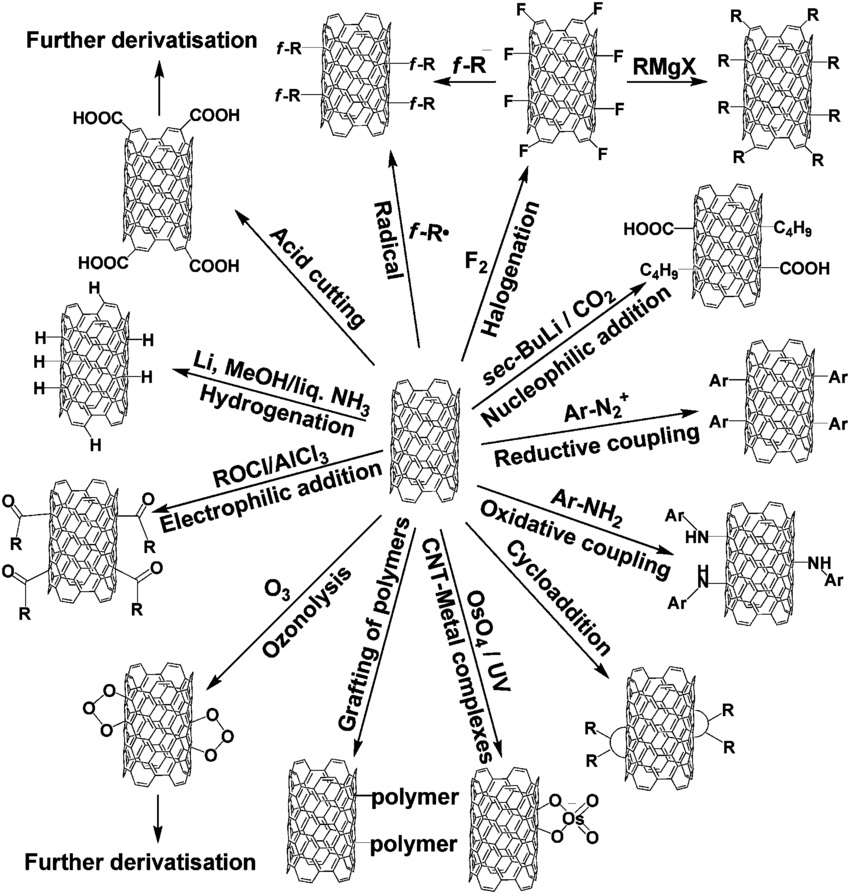 Further derivatisation
HOOC COOH
HOOC COOH
Acid cutting
f-R
f-R
f-R
f-R
Radical
f-R•
f-R⁻
F F
F F
F F
F F
F₂
Halogenation
RMgX
R R
R R
R R
R R
HOOC C₄H₉
C₄H₉ COOH
sec-BuLi / CO₂
Nucleophilic addition
Ar Ar
Ar Ar
Ar-N₂⁺
Reductive coupling
Ar-NH₂
Oxidative coupling
Ar
HN
NH
Ar
H
N
Ar
Cycloaddition
R R
R R
OsO₄ / UV
CNT-Metal complexes
O O
Os⁻
O O
Grafting of polymers
polymer
polymer
O₃
Ozonolysis
O O
O O
O O
Further derivatisation
ROCl/AlCl₃
Electrophilic addition
O O
R R
O O
R R
Li, MeOH/liq. NH₃
Hydrogenation
H
H H
H
H H
H